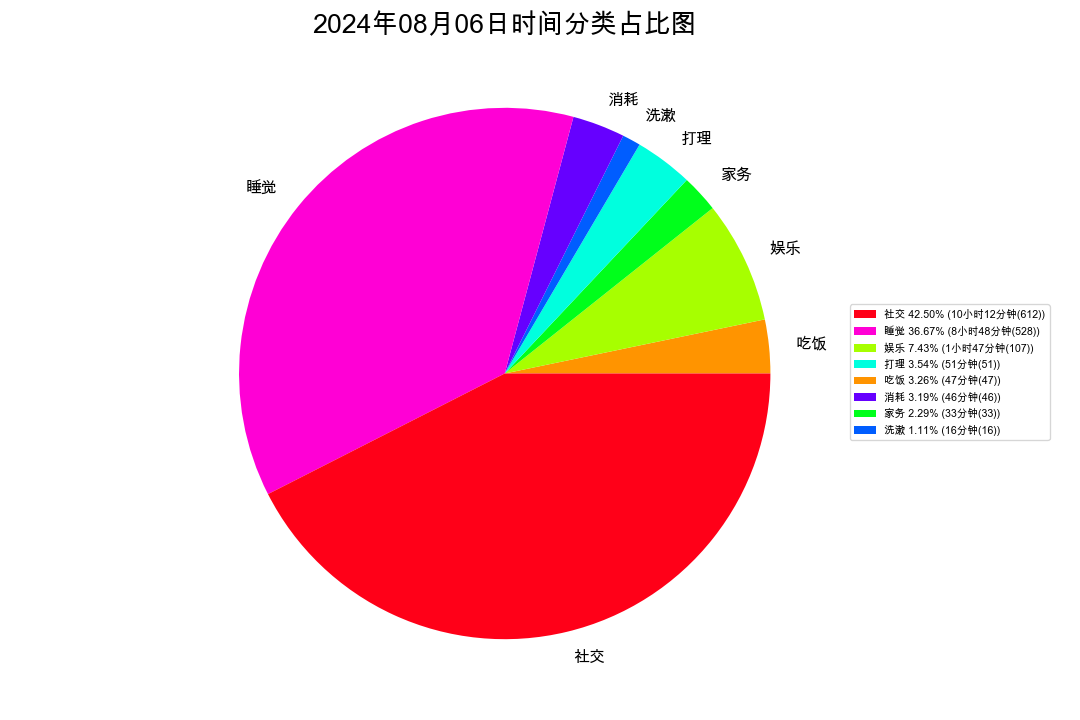 2024年08月06日时间分类占比图
消耗
洗漱
打理
家务
睡觉
娱乐
吃饭
社交
社交 42.50% (10小时12分钟(612))
睡觉 36.67% (8小时48分钟(528))
娱乐 7.43% (1小时47分钟(107))
打理 3.54% (51分钟(51))
吃饭 3.26% (47分钟(47))
消耗 3.19% (46分钟(46))
家务 2.29% (33分钟(33))
洗漱 1.11% (16分钟(16))